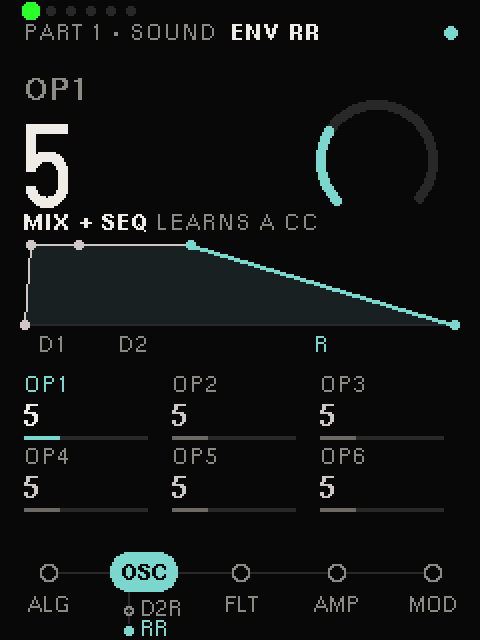 PART 1 · SOUND ENV RR
OP1
5
MIX + SEQ LEARNS A CC
D1 D2 R
OP1 OP2 OP3
5 5 5
OP4 OP5 OP6
5 5 5
OSC
ALG FLT AMP MOD
D2R
RR